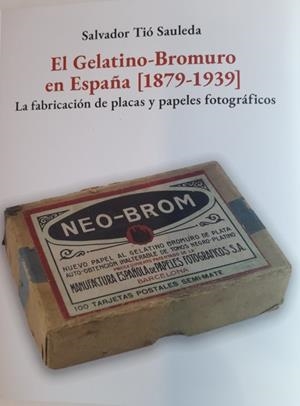 Salvador Tió Sauleda
El Gelatino-Bromuro
en España [1879-1939]
La fabricación de placas y papeles fotográficos
NEO-BROM
NUEVO PAPEL AL GELATINO BROMURO DE PLATA
AUTO-OBTENCIÓN INALTERABLE DE TONOS NEGRO-PLATINO
MANUFACTURA ESPAÑOLA DE PAPELES FOTOGRÁFICOS, S.A.
BARCELONA
100 TARJETAS POSTALES SEMI-MATE